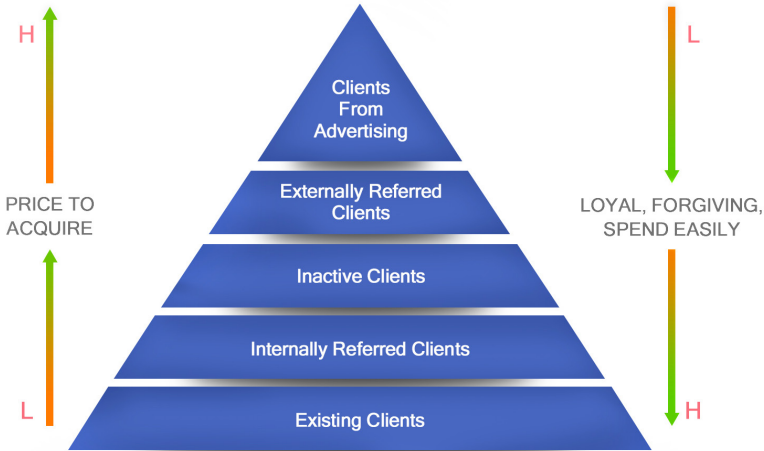 H
L
Clients
From
Advertising
Externally Referred
Clients
PRICE TO
ACQUIRE
LOYAL, FORGIVING,
SPEND EASILY
Inactive Clients
Internally Referred Clients
L
H
Existing Clients